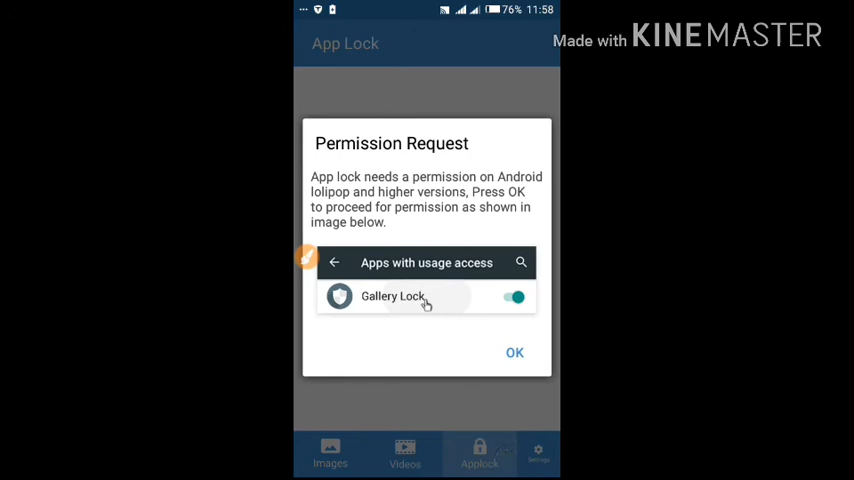 76% 11:58
App Lock
Made with KINEMASTER
Permission Request
App lock needs a permission on Android
lolipop and higher versions, Press OK
to proceed for permission as shown in
image below.
Apps with usage access
Gallery Lock
OK
Images
Videos
Applock
Settings